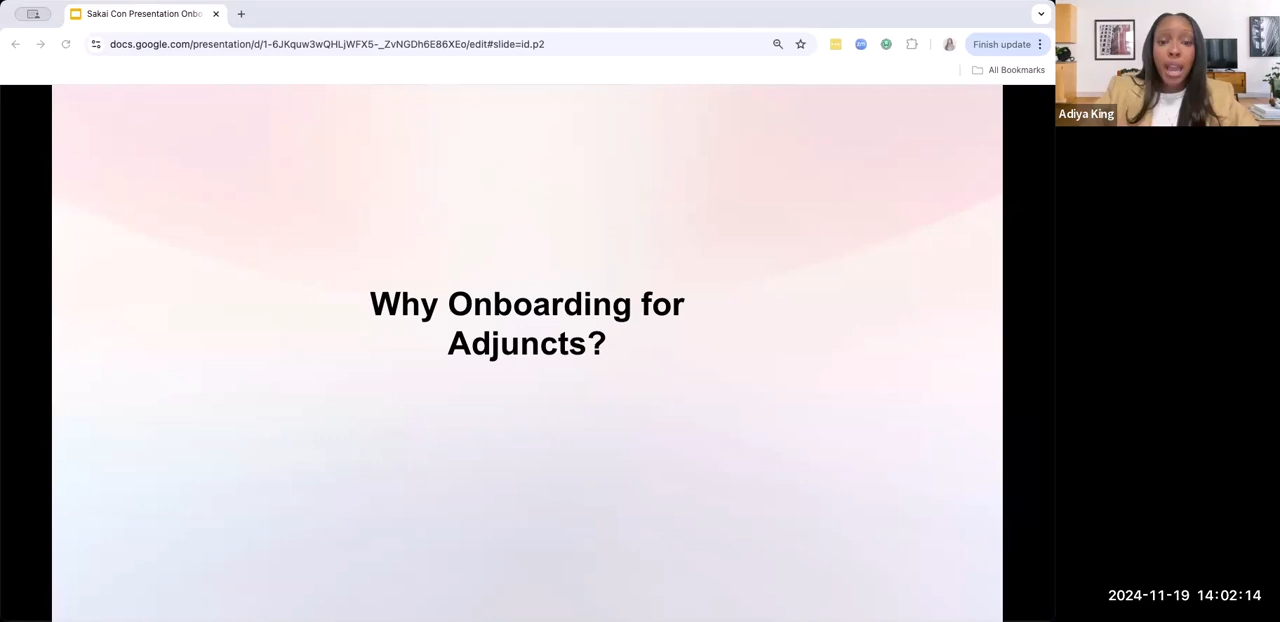 Sakai Con Presentation Onbo
docs.google.com/presentation/d/1-6JKquw3wQHLjWFX5-_ZvNGDh6E86XEo/edit#slide=id.p2
Finish update
All Bookmarks
Adiya King
Why Onboarding for
Adjuncts?
2024-11-19 14:02:14